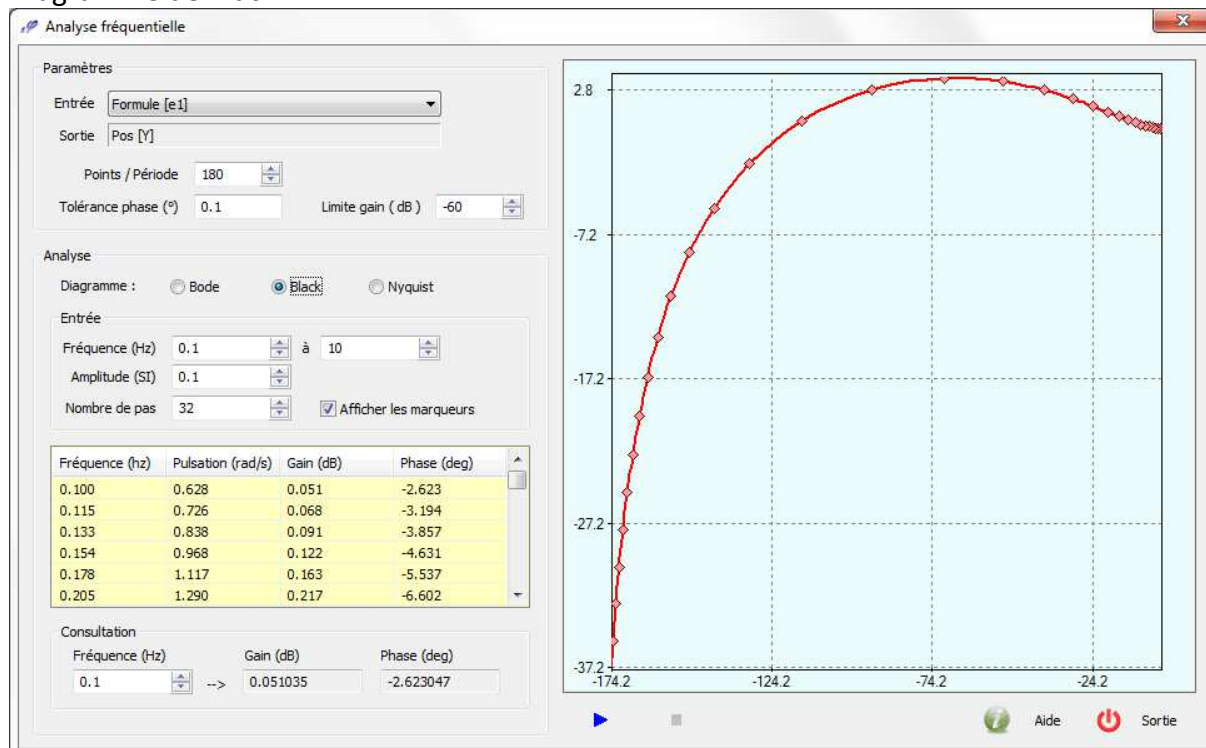 Analyse fréquentielle
Paramètres
Entrée Formule [e1]
Sortie Pos [Y]
Points / Période 180
Tolérance phase (°) 0.1 Limite gain ( dB ) -60
Analyse
Diagramme : Bode Black Nyquist
Entrée
Fréquence (Hz) 0.1 à 10
Amplitude (SI) 0.1
Nombre de pas 32 Afficher les marqueurs
Fréquence (hz) Pulsation (rad/s) Gain (dB) Phase (deg)
0.100 0.628 0.051 -2.623
0.115 0.726 0.068 -3.194
0.133 0.838 0.091 -3.857
0.154 0.968 0.122 -4.631
0.178 1.117 0.163 -5.537
0.205 1.290 0.217 -6.602
Consultation
Fréquence (Hz) Gain (dB) Phase (deg)
0.1 --> 0.051035 -2.623047
2.8
-7.2
-17.2
-27.2
-37.2
-174.2 -124.2 -74.2 -24.2
Aide Sortie